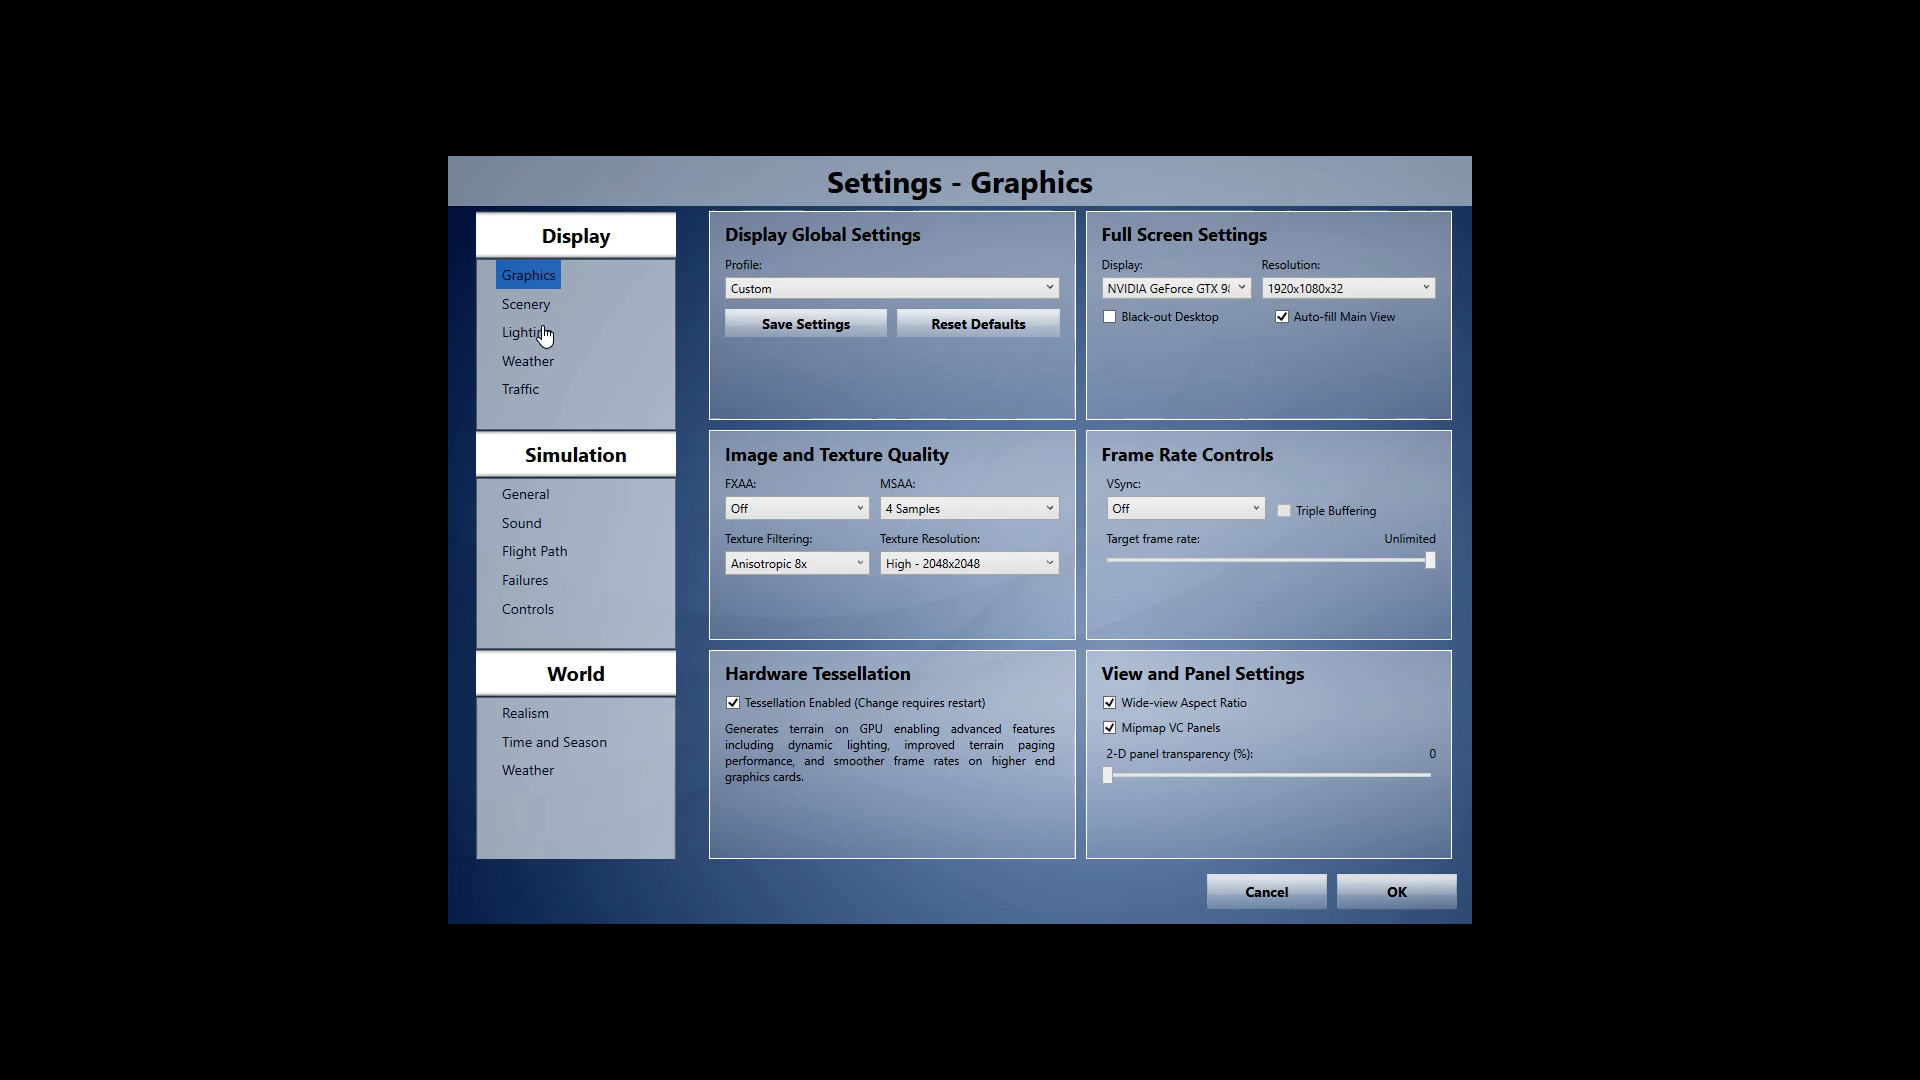 Settings - Graphics
Display
Graphics
Scenery
Lighting
Weather
Traffic
Simulation
General
Sound
Flight Path
Failures
Controls
World
Realism
Time and Season
Weather
Display Global Settings
Profile:
Custom
Save Settings
Reset Defaults
Full Screen Settings
Display: Resolution:
NVIDIA GeForce GTX 9 1920x1080x32
Black-out Desktop Auto-fill Main View
Image and Texture Quality
FXAA: MSAA:
Off 4 Samples
Texture Filtering: Texture Resolution:
Anisotropic 8x High - 2048x2048
Frame Rate Controls
VSync:
Off Triple Buffering
Target frame rate: Unlimited
Hardware Tessellation
Tessellation Enabled (Change requires restart)
Generates terrain on GPU enabling advanced features
including dynamic lighting, improved terrain paging
performance, and smoother frame rates on higher end
graphics cards.
View and Panel Settings
Wide-view Aspect Ratio
Mipmap VC Panels
2-D panel transparency (%): 0
Cancel OK